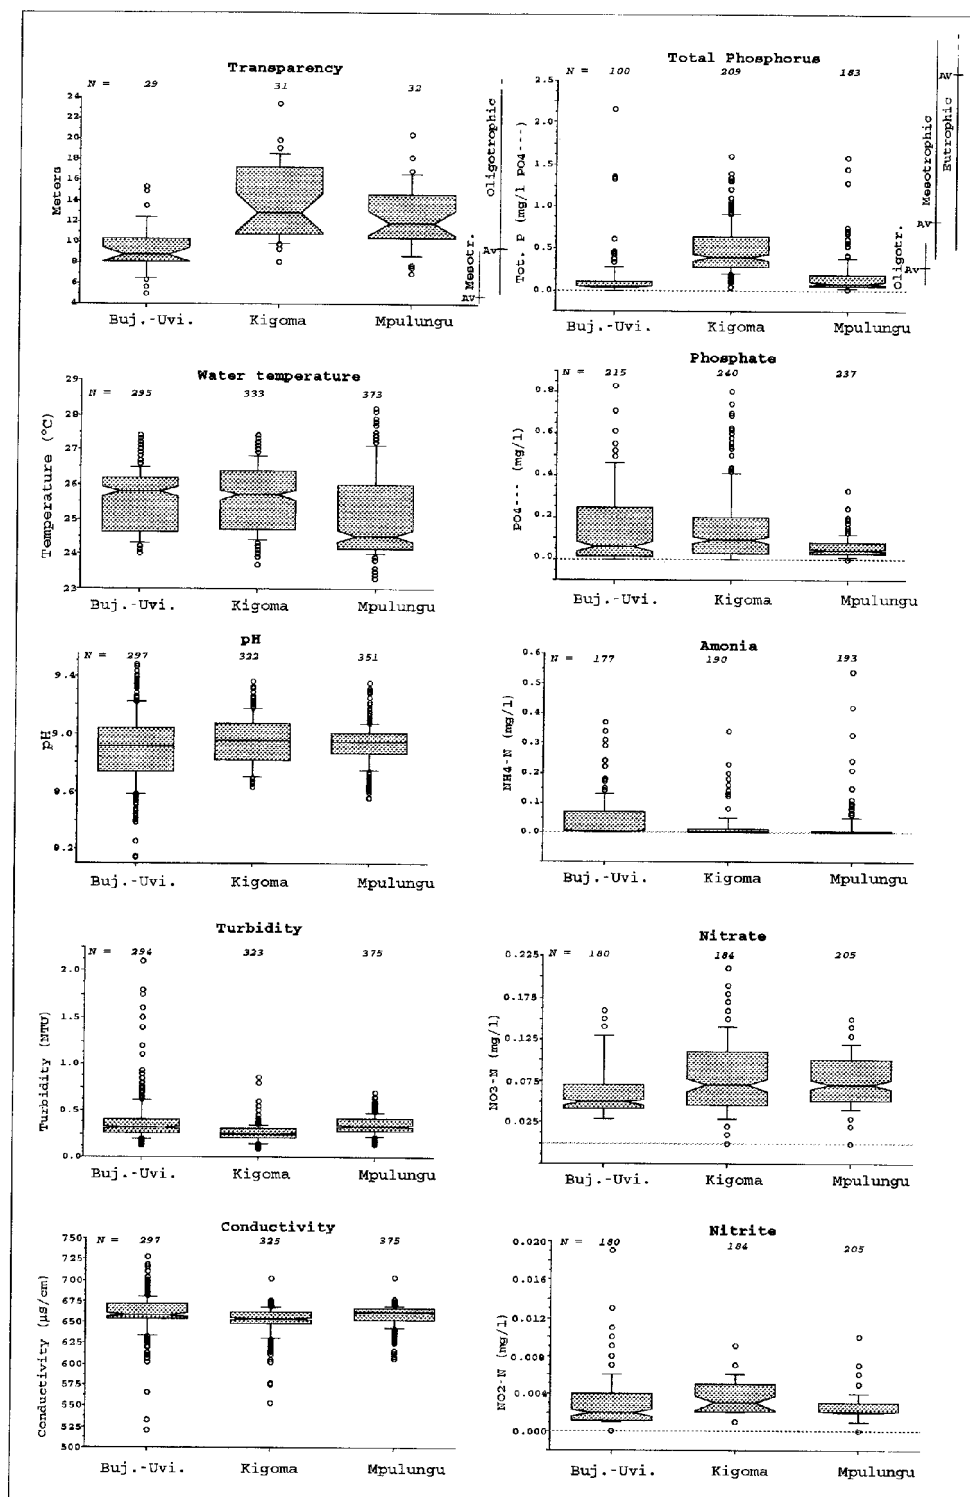 Transparency
N = 29 31 32
24
22
20
18
16
14
12
10
8
6
4
Meters
Buj.-Uvi. Kigoma Mpulungu
Oligotrophic
Av
Mesotr.
AV
Total Phosphorus
N = 100 209 183
2.5
2.0
1.5
1.0
0.5
0.0
Tot. P (mg/l PO4---)
Buj.-Uvi. Kigoma Mpulungu
Oligotr.
Av
Mesotrophic
AV
Eutrophic
AV
Water temperature
N = 295 333 373
29
28
26
25
24
23
Temperature (°C)
Buj.-Uvi. Kigoma Mpulungu
Phosphate
N = 215 240 237
0.8
0.6
0.4
0.2
0.0
PO4--- (mg/l)
Buj.-Uvi. Kigoma Mpulungu
pH
N = 297 322 351
9.4
9.0
8.6
8.2
pH
Buj.-Uvi. Kigoma Mpulungu
Amonia
N = 177 190 193
0.6
0.5
0.4
0.3
0.2
0.1
0.0
NH4-N (mg/l)
Buj.-Uvi. Kigoma Mpulungu
Turbidity
N = 294 323 375
2.0
1.5
1.0
0.5
0.0
Turbidity (NTU)
Buj.-Uvi. Kigoma Mpulungu
Nitrate
N = 180 184 205
0.225
0.175
0.125
0.075
0.025
NO3-N (mg/l)
Buj.-Uvi. Kigoma Mpulungu
Conductivity
N = 297 325 375
750
725
700
675
650
625
600
575
550
525
500
Conductivity (µs/cm)
Buj.-Uvi. Kigoma Mpulungu
Nitrite
N = 180 184 205
0.020
0.016
0.012
0.008
0.004
0.000
NO2-N (mg/l)
Buj.-Uvi. Kigoma Mpulungu